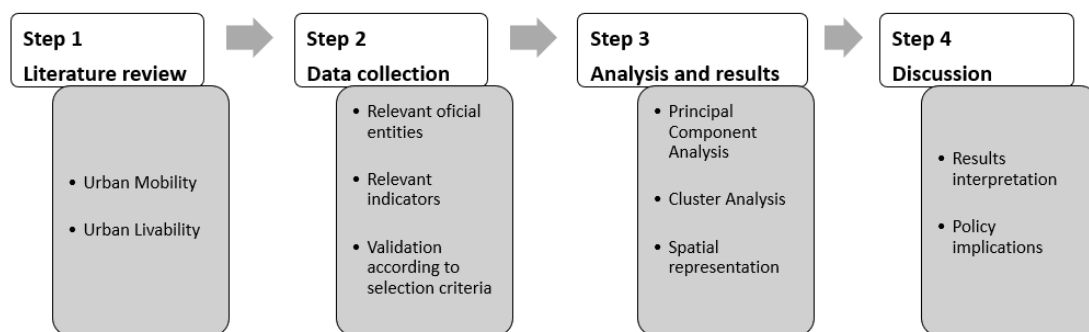 Step 1
Literature review
• Urban Mobility
• Urban Livability
Step 2
Data collection
• Relevant oficial
entities
• Relevant
indicators
• Validation
according to
selection criteria
Step 3
Analysis and results
• Principal
Component
Analysis
• Cluster Analysis
• Spatial
representation
Step 4
Discussion
• Results
interpretation
• Policy
implications